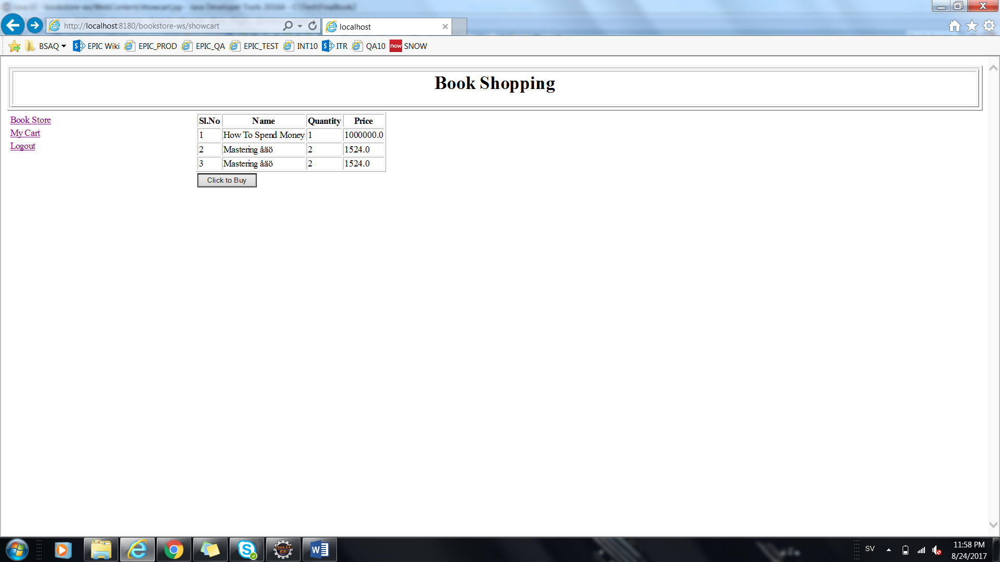 http://localhost:8180/bookstore-ws/showcart
localhost
BSAQ EPIC Wiki EPIC_PROD EPIC_QA EPIC_TEST INT10 ITR QA10 now SNOW
Book Shopping
Book Store
My Cart
Logout
Sl.No Name Quantity Price
1 How To Spend Money 1 1000000.0
2 Mastering åäö 2 1524.0
3 Mastering åäö 2 1524.0
Click to Buy
Java EE
IDE
SV
11:58 PM
8/24/2017